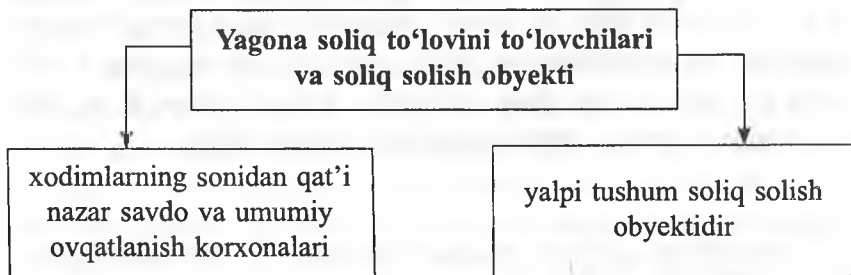 Yagona soliq to‘lovini to‘lovchilari
va soliq solish obyekti
xodimlarning sonidan qat’i
nazar savdo va umumiy
ovqatlanish korxonalari
yalpi tushum soliq solish
obyektidir